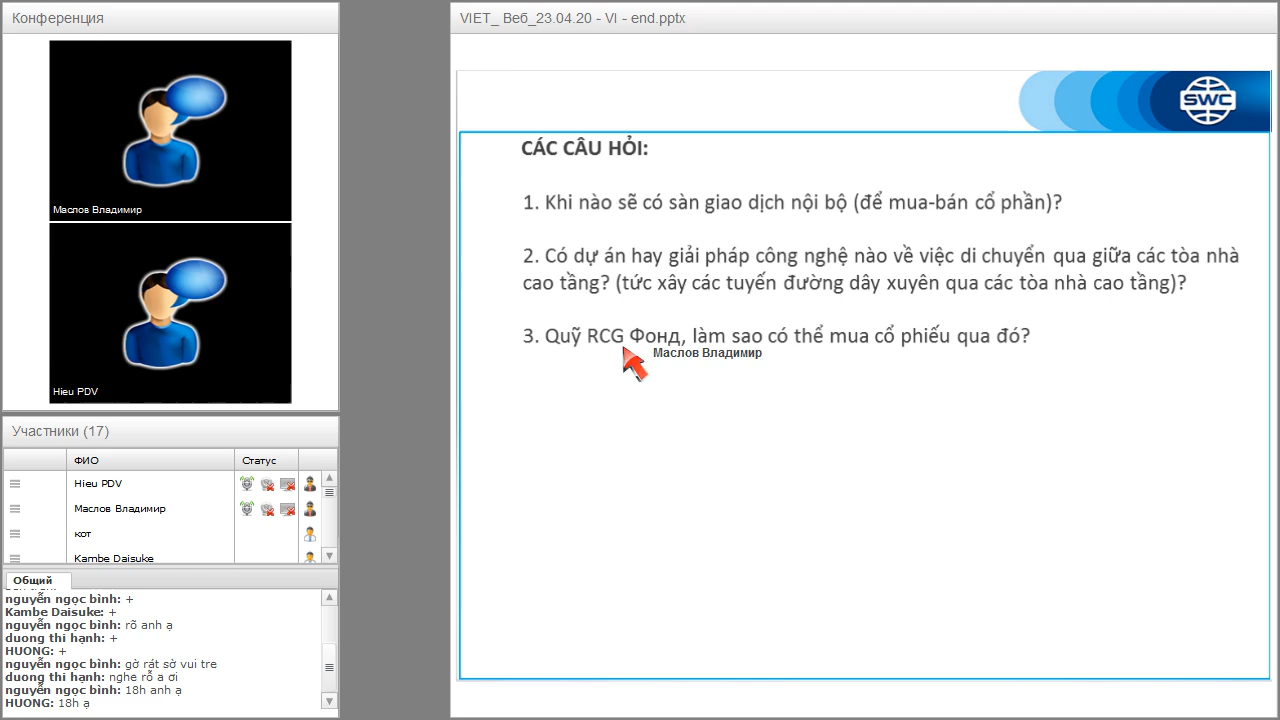 Конференция
Маслов Владимир
Hieu PDV
Участники (17)
ФИО Статус
Hieu PDV
Маслов Владимир
кот
Kambe Daisuke
Общий
nguyễn ngọc bình: +
Kambe Daisuke: +
nguyễn ngọc bình: rõ anh ạ
duong thi hạnh: +
HUONG: +
nguyễn ngọc bình: gờ rát sờ vui tre
duong thi hạnh: nghe rỗ a ơi
nguyễn ngọc bình: 18h anh ạ
HUONG: 18h ạ
VIET_ Веб_23.04.20 - VI - end.pptx
SWC
CÁC CÂU HỎI:
1. Khi nào sẽ có sàn giao dịch nội bộ (để mua-bán cổ phần)?
2. Có dự án hay giải pháp công nghệ nào về việc di chuyển qua giữa các tòa nhà
cao tầng? (tức xây các tuyến đường dây xuyên qua các tòa nhà cao tầng)?
3. Quỹ RCG Фонд, làm sao có thể mua cổ phiếu qua đó?
Маслов Владимир